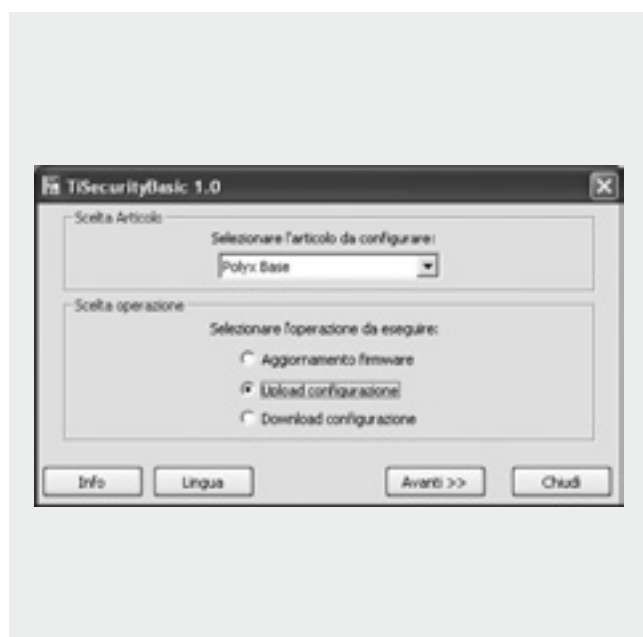 TiSecurityBasic 1.0
Scelta Articolo
Selezionare l'articolo da configurare:
Polyx Base
Scelta operazione
Selezionare l'operazione da eseguire:
Aggiornamento firmware
Upload configurazione
Download configurazione
Info
Lingua
Avanti >>
Chiudi